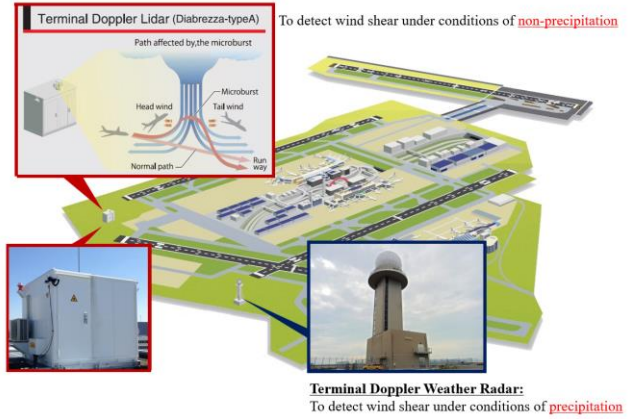 Terminal Doppler Lidar (Diabrezza-typeA)
To detect wind shear under conditions of non-precipitation
Path affected by,the microburst
Microburst
Head wind
Tail wind
Normal path
Run
way
Terminal Doppler Weather Radar:
To detect wind shear under conditions of precipitation